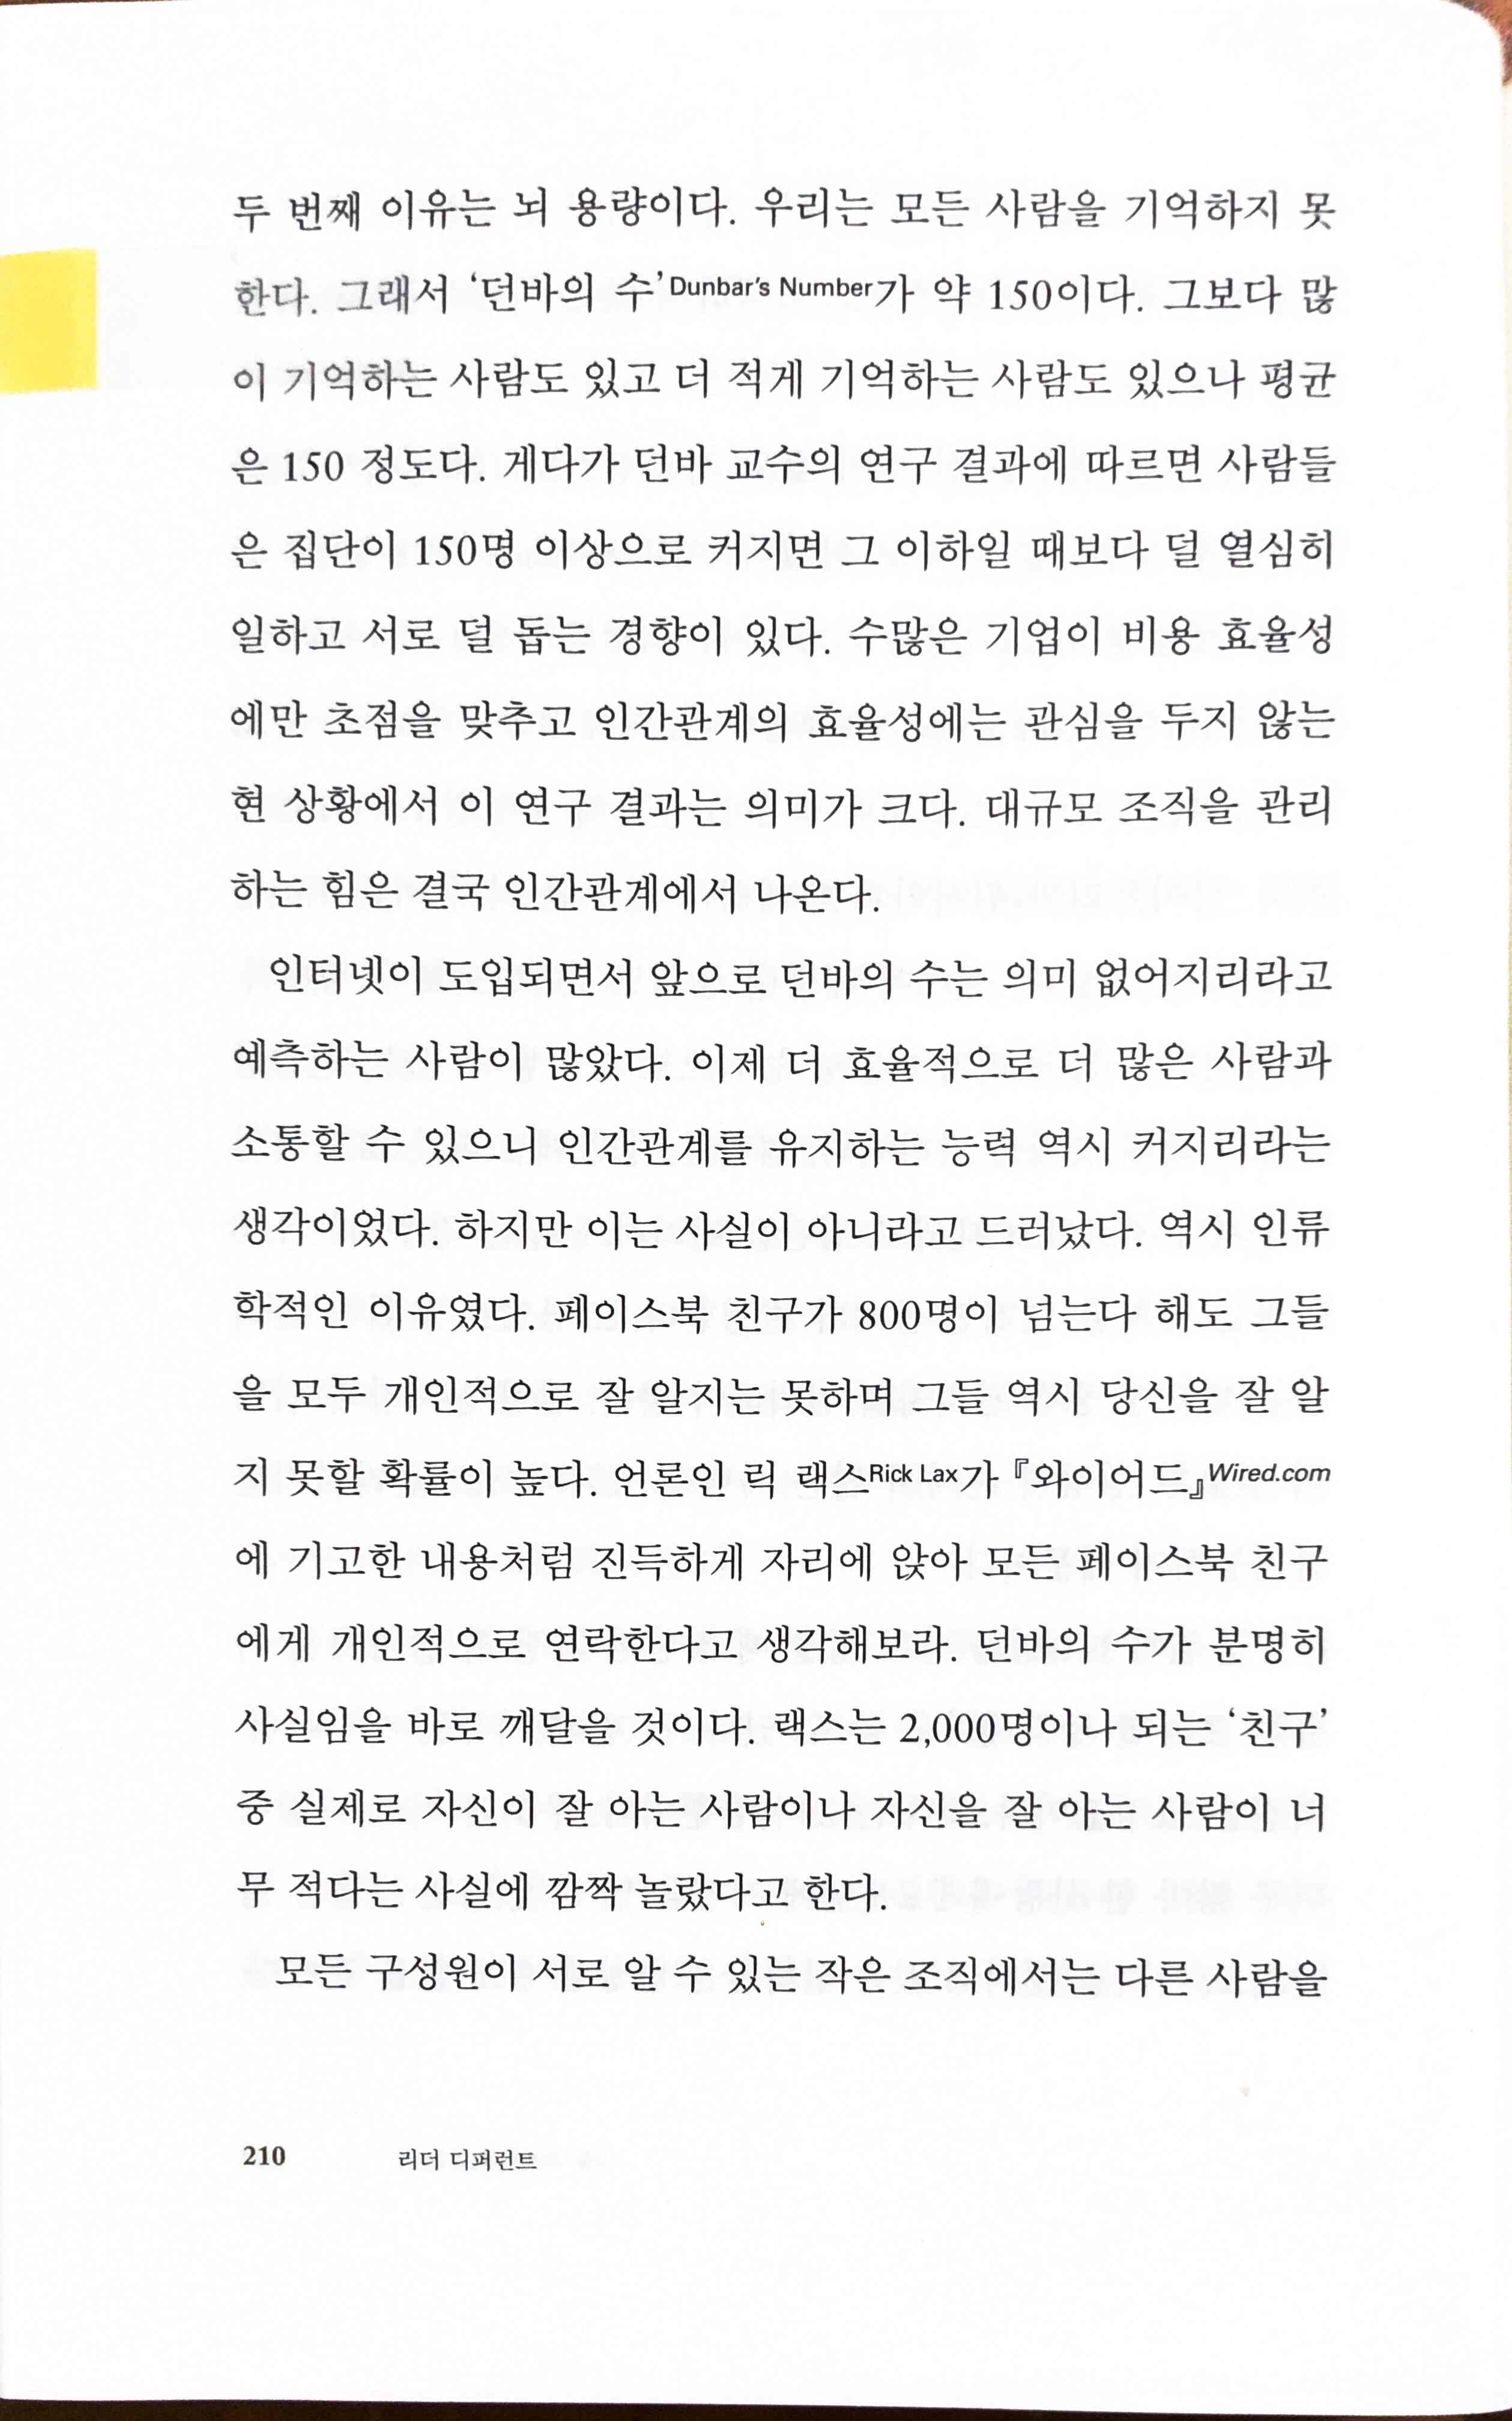 두 번째 이유는 뇌 용량이다. 우리는 모든 사람을 기억하지 못
한다. 그래서 ‘던바의 수’Dunbar's Number가 약 150이다. 그보다 많
이 기억하는 사람도 있고 더 적게 기억하는 사람도 있으나 평균
은 150 정도다. 게다가 던바 교수의 연구 결과에 따르면 사람들
은 집단이 150명 이상으로 커지면 그 이하일 때보다 덜 열심히
일하고 서로 덜 돕는 경향이 있다. 수많은 기업이 비용 효율성
에만 초점을 맞추고 인간관계의 효율성에는 관심을 두지 않는
현 상황에서 이 연구 결과는 의미가 크다. 대규모 조직을 관리
하는 힘은 결국 인간관계에서 나온다.
인터넷이 도입되면서 앞으로 던바의 수는 의미 없어지리라고
예측하는 사람이 많았다. 이제 더 효율적으로 더 많은 사람과
소통할 수 있으니 인간관계를 유지하는 능력 역시 커지리라는
생각이었다. 하지만 이는 사실이 아니라고 드러났다. 역시 인류
학적인 이유였다. 페이스북 친구가 800명이 넘는다 해도 그들
을 모두 개인적으로 잘 알지는 못하며 그들 역시 당신을 잘 알
지 못할 확률이 높다. 언론인 릭 랙스Rick Lax가 『와이어드』Wired.com
에 기고한 내용처럼 진득하게 자리에 앉아 모든 페이스북 친구
에게 개인적으로 연락한다고 생각해보라. 던바의 수가 분명히
사실임을 바로 깨달을 것이다. 랙스는 2,000명이나 되는 ‘친구’
중 실제로 자신이 잘 아는 사람이나 자신을 잘 아는 사람이 너
무 적다는 사실에 깜짝 놀랐다고 한다.
모든 구성원이 서로 알 수 있는 작은 조직에서는 다른 사람을
210 리더 디퍼런트